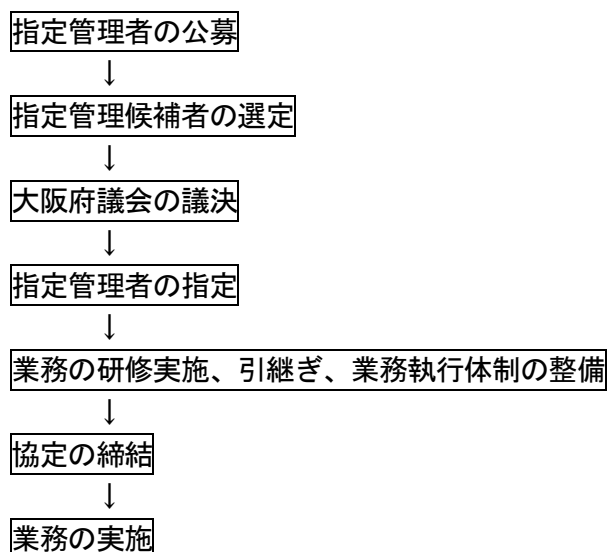 指定管理者の公募
↓
指定管理候補者の選定
↓
大阪府議会の議決
↓
指定管理者の指定
↓
業務の研修実施、引継ぎ、業務執行体制の整備
↓
協定の締結
↓
業務の実施